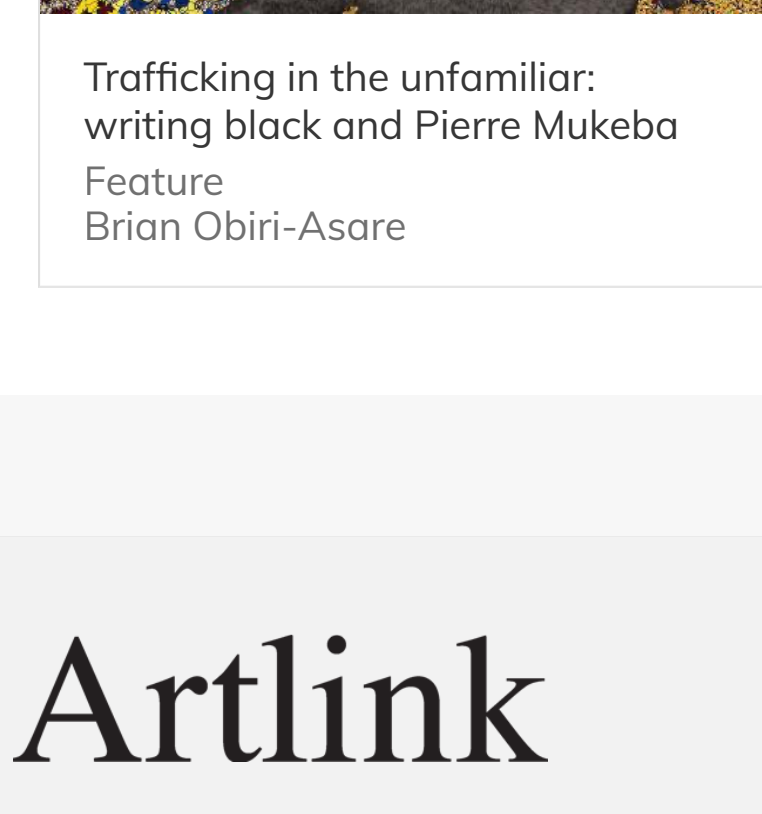 Trafficking in the unfamiliar:
writing black and Pierre Mukeba
Feature
Brian Obiri-Asare
Artlink